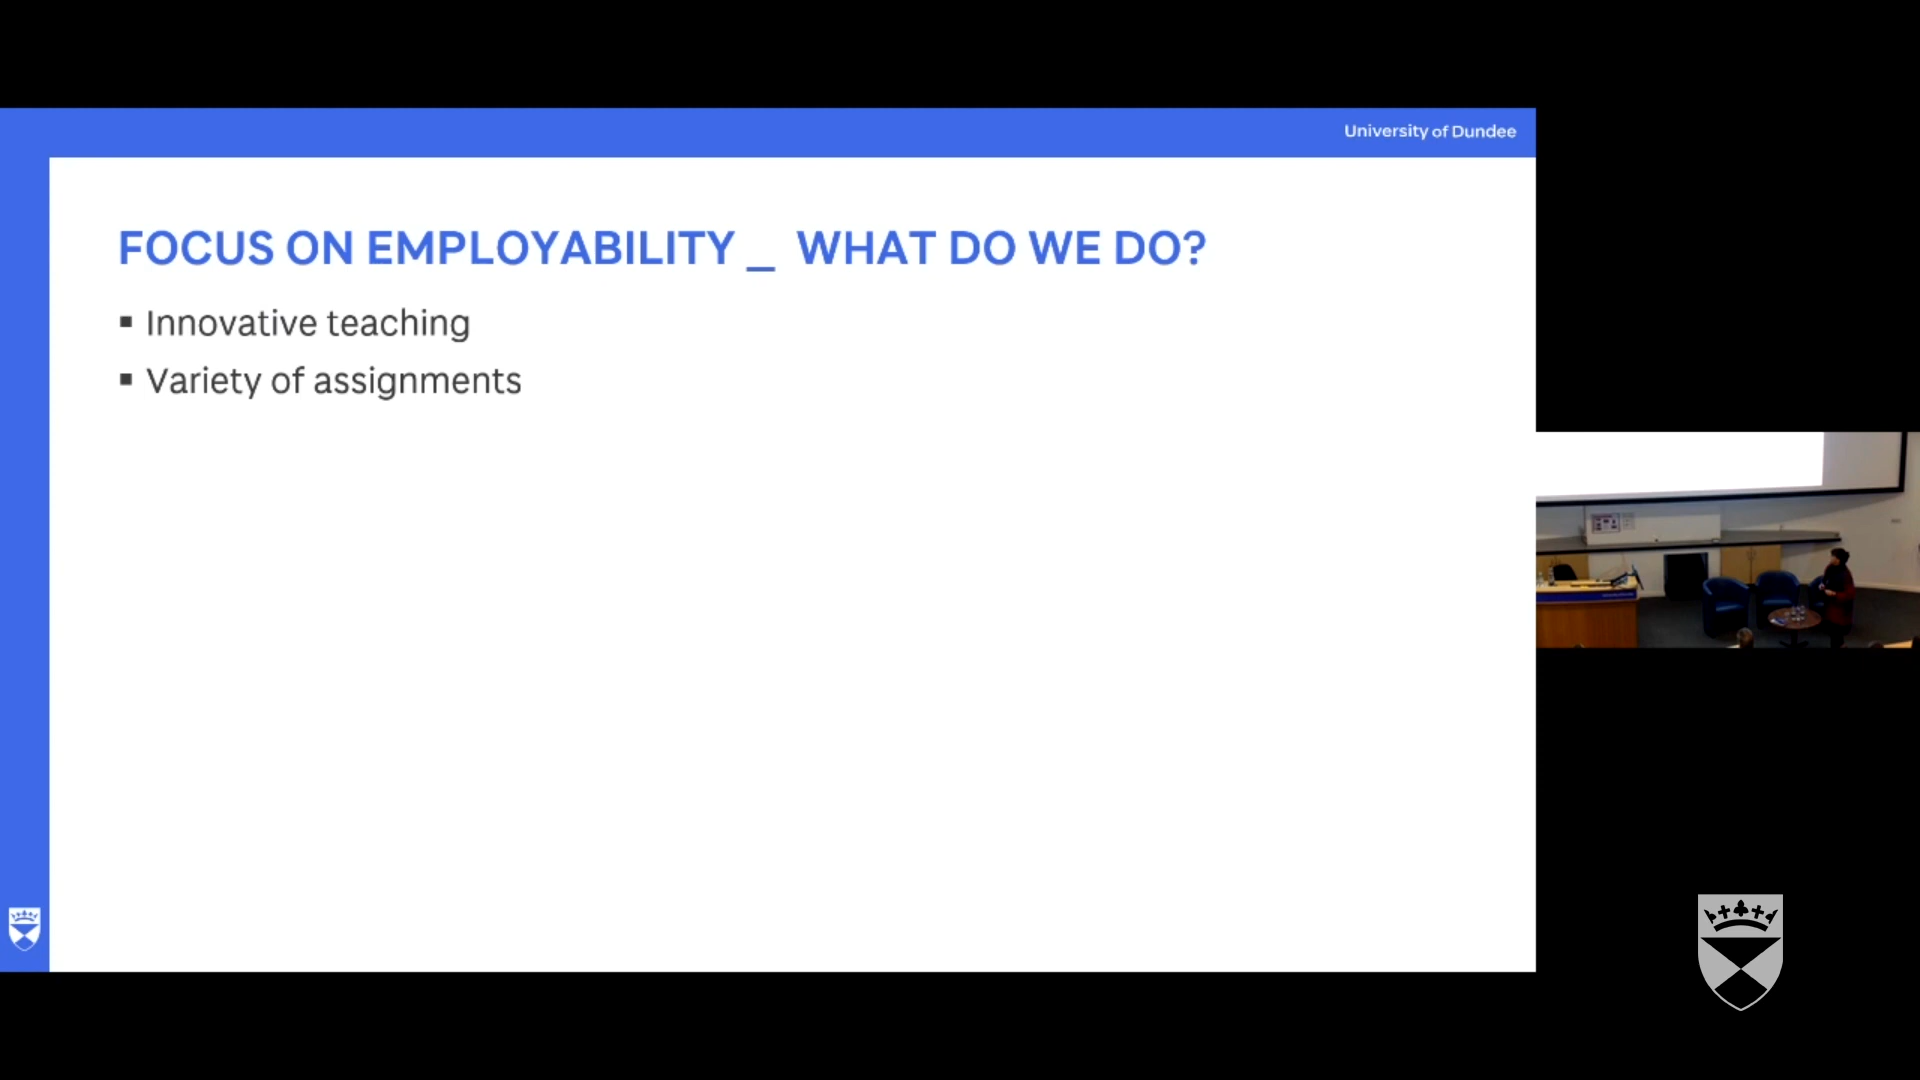 University of Dundee
FOCUS ON EMPLOYABILITY _ WHAT DO WE DO?
▪ Innovative teaching
▪ Variety of assignments